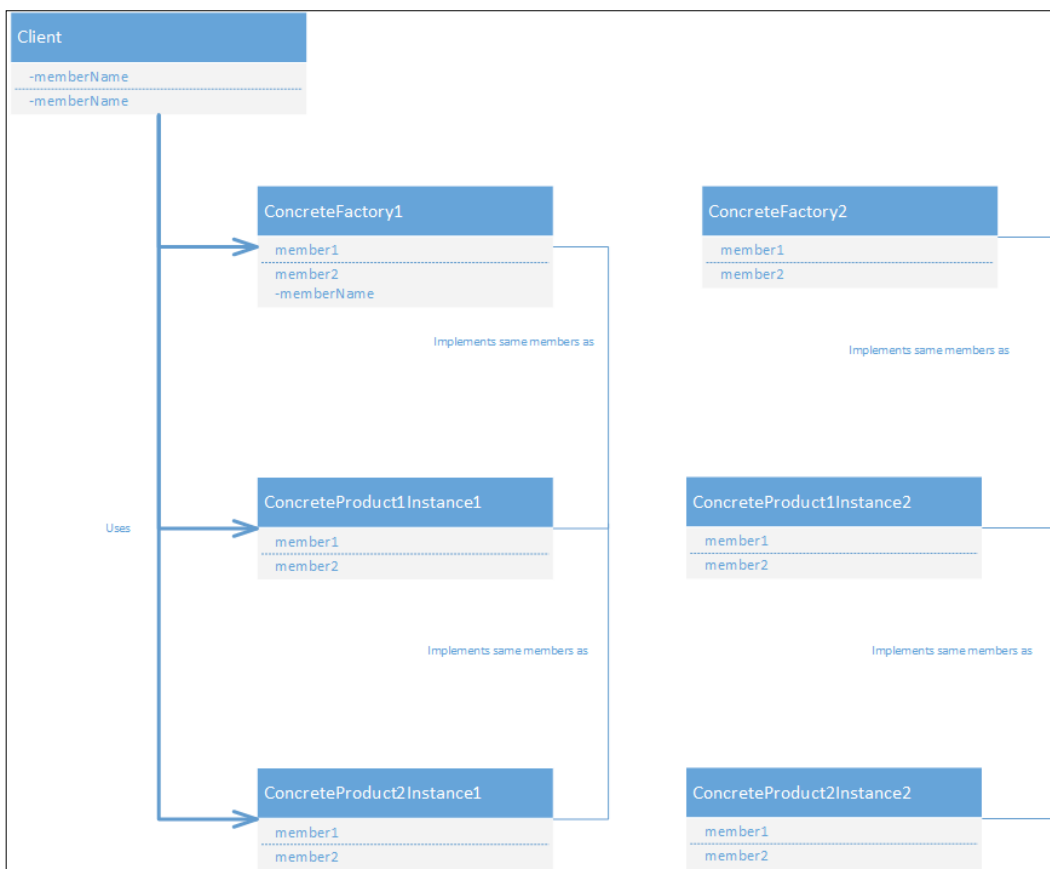 Client
-memberName
-memberName
ConcreteFactory1
member1
member2
-memberName
ConcreteFactory2
member1
member2
Implements same members as
Implements same members as
Uses
ConcreteProduct1Instance1
member1
member2
ConcreteProduct1Instance2
member1
member2
Implements same members as
Implements same members as
ConcreteProduct2Instance1
member1
member2
ConcreteProduct2Instance2
member1
member2